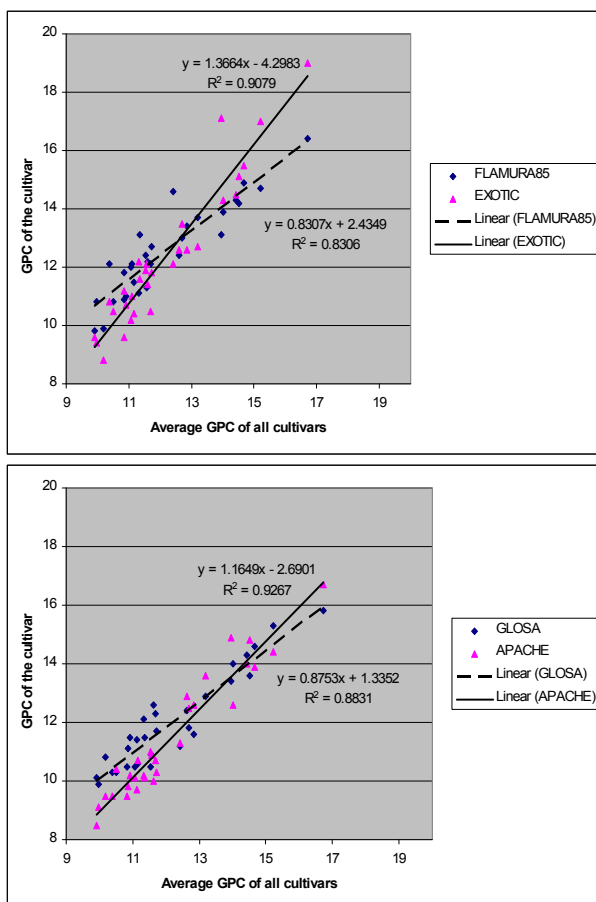 20
18
16
14
12
10
8
GPC of the cultivar
y = 1.3664x - 4.2983
R² = 0.9079
y = 0.8307x + 2.4349
R² = 0.8306
9 11 13 15 17 19
Average GPC of all cultivars
FLAMURA85
EXOTIC
Linear (FLAMURA85)
Linear (EXOTIC)
20
18
16
14
12
10
8
GPC of the cultivar
y = 1.1649x - 2.6901
R² = 0.9267
y = 0.8753x + 1.3352
R² = 0.8831
9 11 13 15 17 19
Average GPC of all cultivars
GLOSA
APACHE
Linear (GLOSA)
Linear (APACHE)